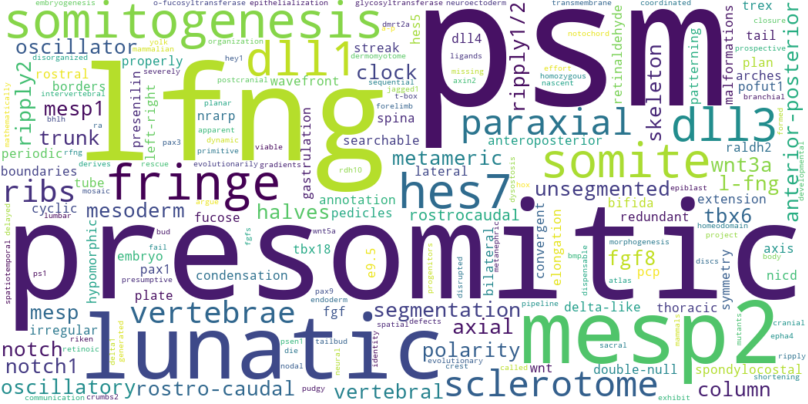 embryogenesis
o-fucosyltransferase
epithelialization
glycosyltransferase
neuroectoderm
transmembrane
coordinated
somitogenesis
lfng
psm
dmrt2a
hes5
dll4
ligands
missing
axin2
ripply1/2
retinaldehyde
patterning
malformations
trex
closure
tail
prospective
plan
arches
pofut1
branchial
anterior-posterior
yolk
mammalian
organization
hey1
dermomyotome
disorganized
oscillator
properly
rostral
borders
ripply2
mesp1
trunk
periodic
rfng
boundaries
ribs
cyclic
lumbar
mathematically
severely
postcranial
intervertebral
bhlh
ra
derives
mosaic
tube
dll1
clock
streak
wavefront
sequential
jagged1
t-box
forelimb
planar
nrarp
apparent
dynamic
primitive
viable
evolutionarily
gradients
presenilin
left-right
pax3
rescue
gastrulation
spina
searchable
rdh10
notochord
efforts
homozygous
nascent
skeleton
paraxial
dll3
anteroposterior
raldh2
metameric
lateral
somite
wnt3a
l-fng
fringe
hes7
unsegmented
extension
bifida
redundant
tbx6
homeodomain
epiblast
hox
dysostosis
mesoderm
fucose
halves
annotation
pedicles
rostrocaudal
convergent
elongation
bilateral
fgf8
pcp
morphogenesis
project
bmp
dispensable
discs
symmetry
axis
body
nicd
developmental
presomitic
delayed
spatiotemporal
ps1
hypomorphic
bud
fail
embryo
pax1
presumptive
pax9
tbx18
condensation
fgfs
wnt5a
e9.5
endoderm
plate
fgf
progenitors
disrupted
metanephric
pipeline
atlas
delta-like
thoracic
mutants
mammals
cranial
epha4
ripply
mesp
vertebrae
lunatic
segmentation
axial
mesp2
irregular
riken
notch
retinoic
notch1
delta1
generated
psen1
tailbud
spatial
defects
die
nodal
neural
identity
evolutionary
crest
polarity
wnt
called
sacral
double-null
spondylocostal
shortening
oscillatory
rostro-caudal
vertebral
sclerotome
column
communication
crumbs2
pudgy
exhibit